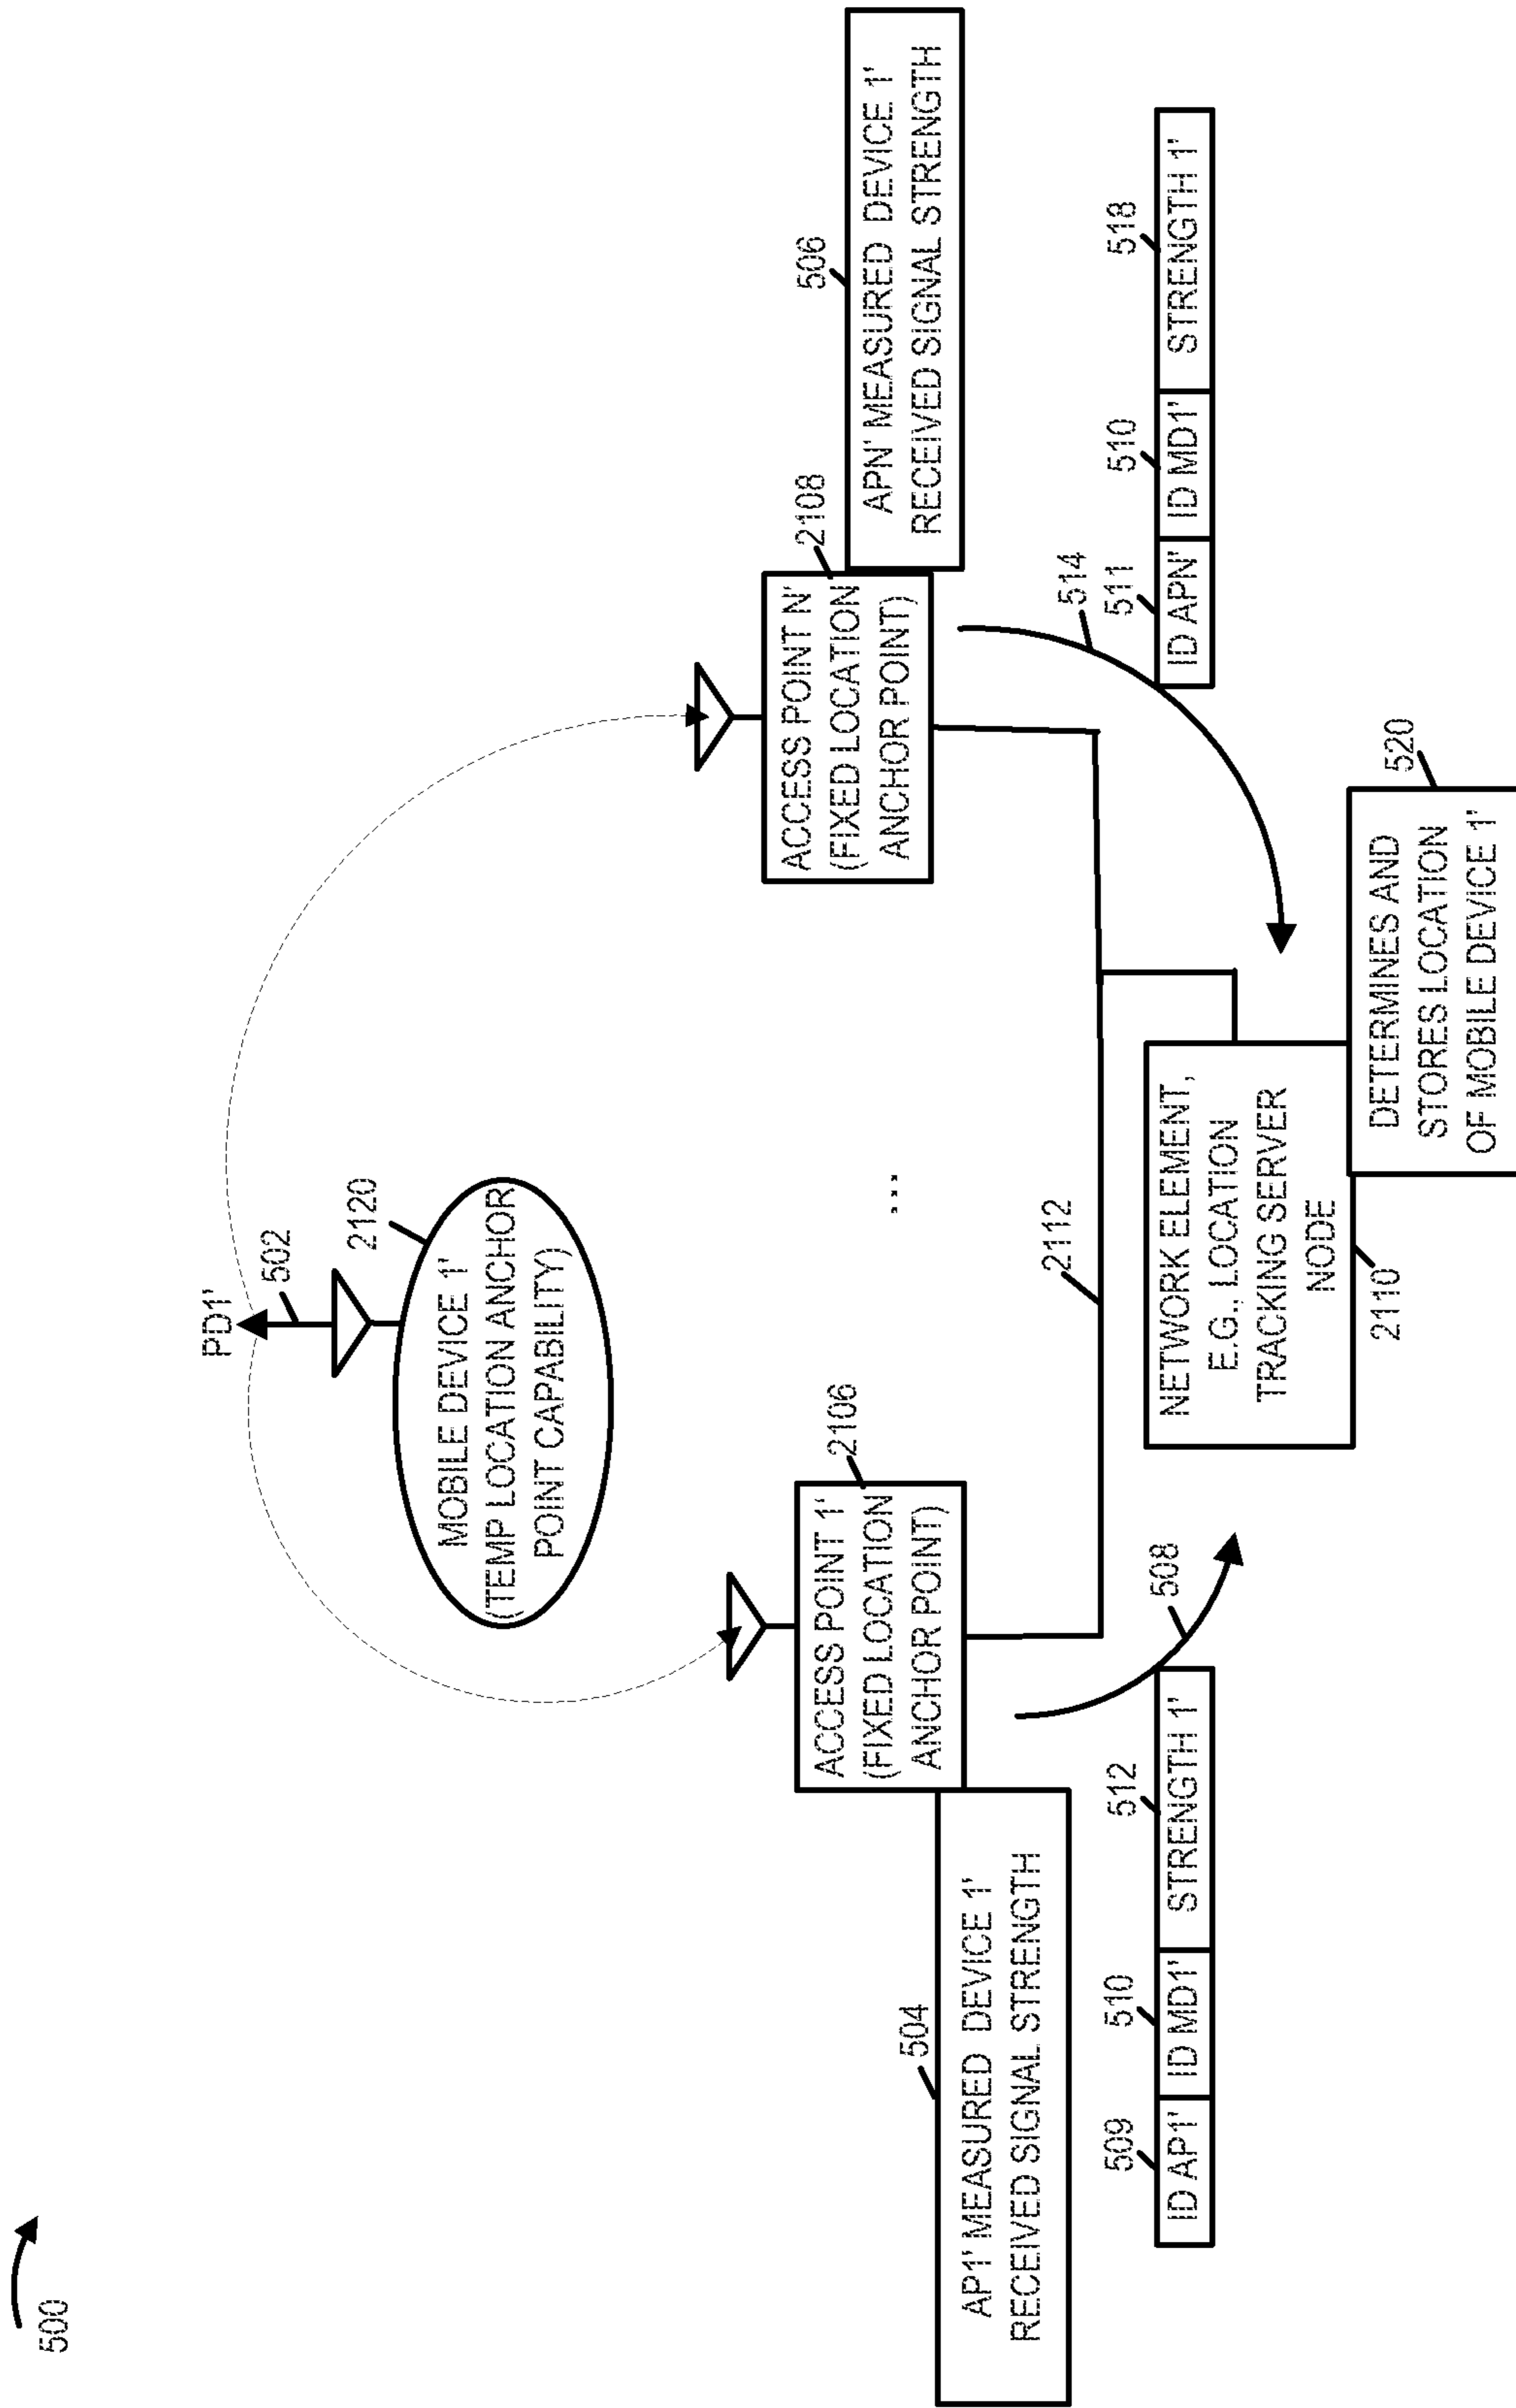 500
PD1'
502
2120
MOBILE DEVICE 1'
(TEMP LOCATION ANCHOR
POINT CAPABILITY)
2106
ACCESS POINT 1'
(FIXED LOCATION
ANCHOR POINT)
...
2108
ACCESS POINT N'
(FIXED LOCATION
ANCHOR POINT)
504
AP1' MEASURED DEVICE 1'
RECEIVED SIGNAL STRENGTH
506
APN' MEASURED DEVICE 1'
RECEIVED SIGNAL STRENGTH
2112
509
510
512
ID AP1'
ID MD1'
STRENGTH 1'
508
514
511
510
518
ID APN'
ID MD1'
STRENGTH 1'
NETWORK ELEMENT,
E.G., LOCATION
TRACKING SERVER
NODE
2110
520
DETERMINES AND
STORES LOCATION
OF MOBILE DEVICE 1'